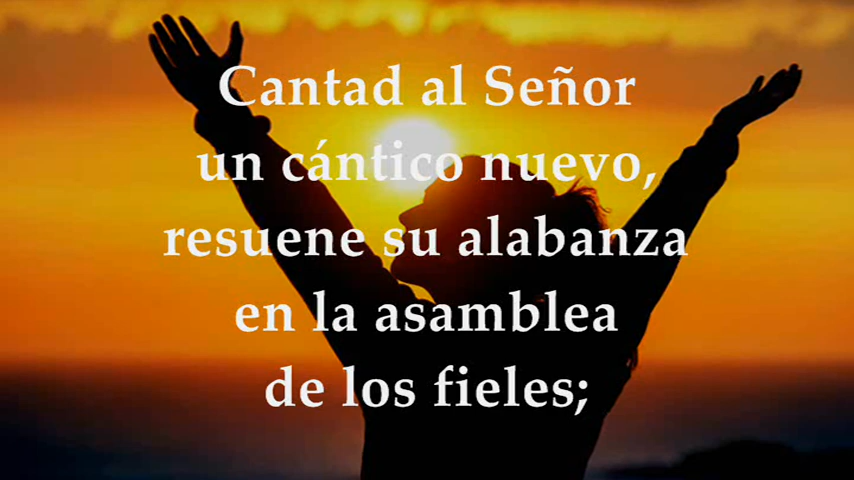 Cantad al Señor
un cántico nuevo,
resuene su alabanza
en la asamblea
de los fieles;